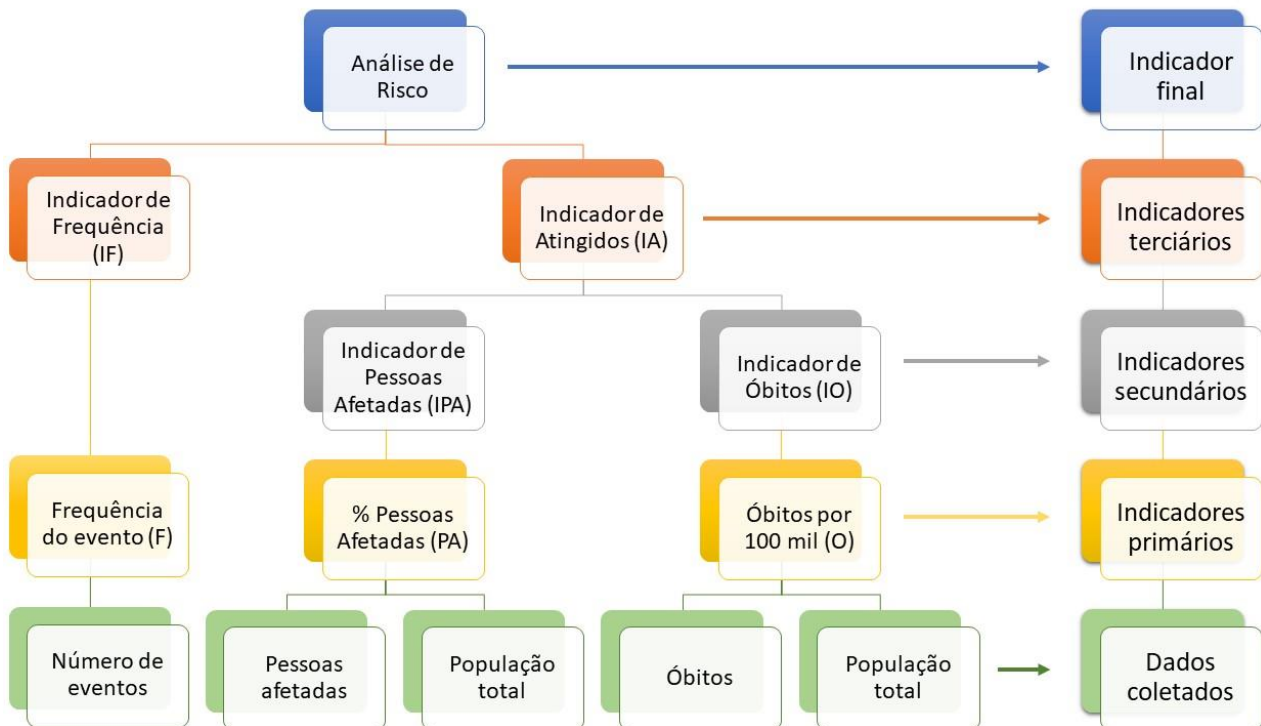 Análise de
Risco
Indicador
final
Indicador de
Frequência
(IF)
Indicador de
Atingidos (IA)
Indicadores
terciários
Indicador de
Pessoas
Afetadas (IPA)
Indicador de
Óbitos (IO)
Indicadores
secundários
Frequência
do evento (F)
% Pessoas
Afetadas (PA)
Óbitos por
100 mil (O)
Indicadores
primários
Número de
eventos
Pessoas
afetadas
População
total
Óbitos
População
total
Dados
coletados